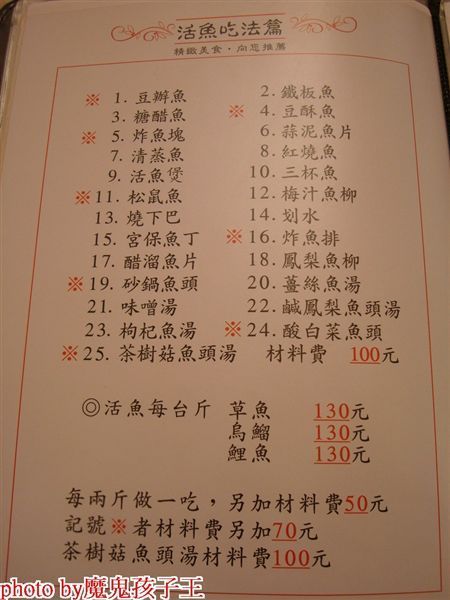 活魚吃法篇
精緻美食·向您推薦
※ 1. 豆瓣魚 2. 鐵板魚
3. 糖醋魚 ※ 4. 豆酥魚
※ 5. 炸魚塊 6. 蒜泥魚片
7. 清蒸魚 8. 紅燒魚
9. 活魚煲 10. 三杯魚
※ 11. 松鼠魚 12. 梅汁魚柳
13. 燒下巴 14. 划水
15. 宮保魚丁 ※ 16. 炸魚排
17. 醋溜魚片 18. 鳳梨魚柳
※ 19. 砂鍋魚頭 20. 薑絲魚湯
21. 味噌湯 22. 鹹鳳梨魚頭湯
23. 枸杞魚湯 ※ 24. 酸白菜魚頭
※ 25. 茶樹菇魚頭湯 材料費 100元
◎活魚每台斤 草魚 130元
烏鰡 130元
鯉魚 130元
每兩斤做一吃，另加材料費50元
記號※者材料費另加70元
茶樹菇魚頭湯材料費100元
photo by魔鬼孩子王